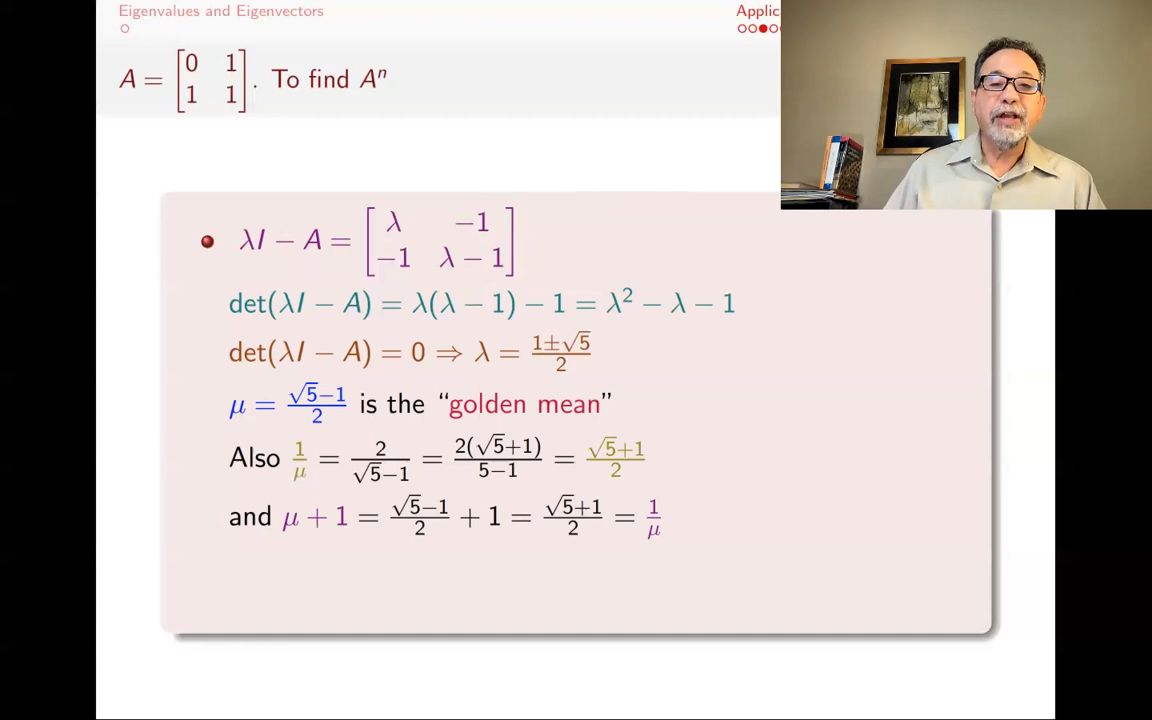 Eigenvalues and Eigenvectors
Applic
A = [0 1; 1 1]. To find Aⁿ
λI − A = [λ −1; −1 λ − 1]
det(λI − A) = λ(λ − 1) − 1 = λ² − λ − 1
det(λI − A) = 0 ⇒ λ = (1±√5)/2
μ = (√5−1)/2 is the “golden mean”
Also 1/μ = 2/(√5−1) = 2(√5+1)/(5−1) = (√5+1)/2
and μ + 1 = (√5−1)/2 + 1 = (√5+1)/2 = 1/μ